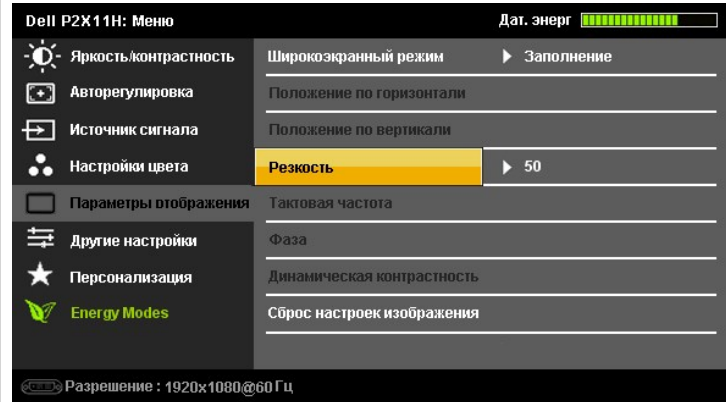 Dell P2X11H: Меню
Дат. энерг
Яркость/контрастность
Авторегулировка
Источник сигнала
Настройки цвета
Параметры отображения
Другие настройки
Персонализация
Energy Modes
Широкоэкранный режим
Заполнение
Положение по горизонтали
Положение по вертикали
Резкость
50
Тактовая частота
Фаза
Динамическая контрастность
Сброс настроек изображения
Разрешение : 1920x1080@60 Гц